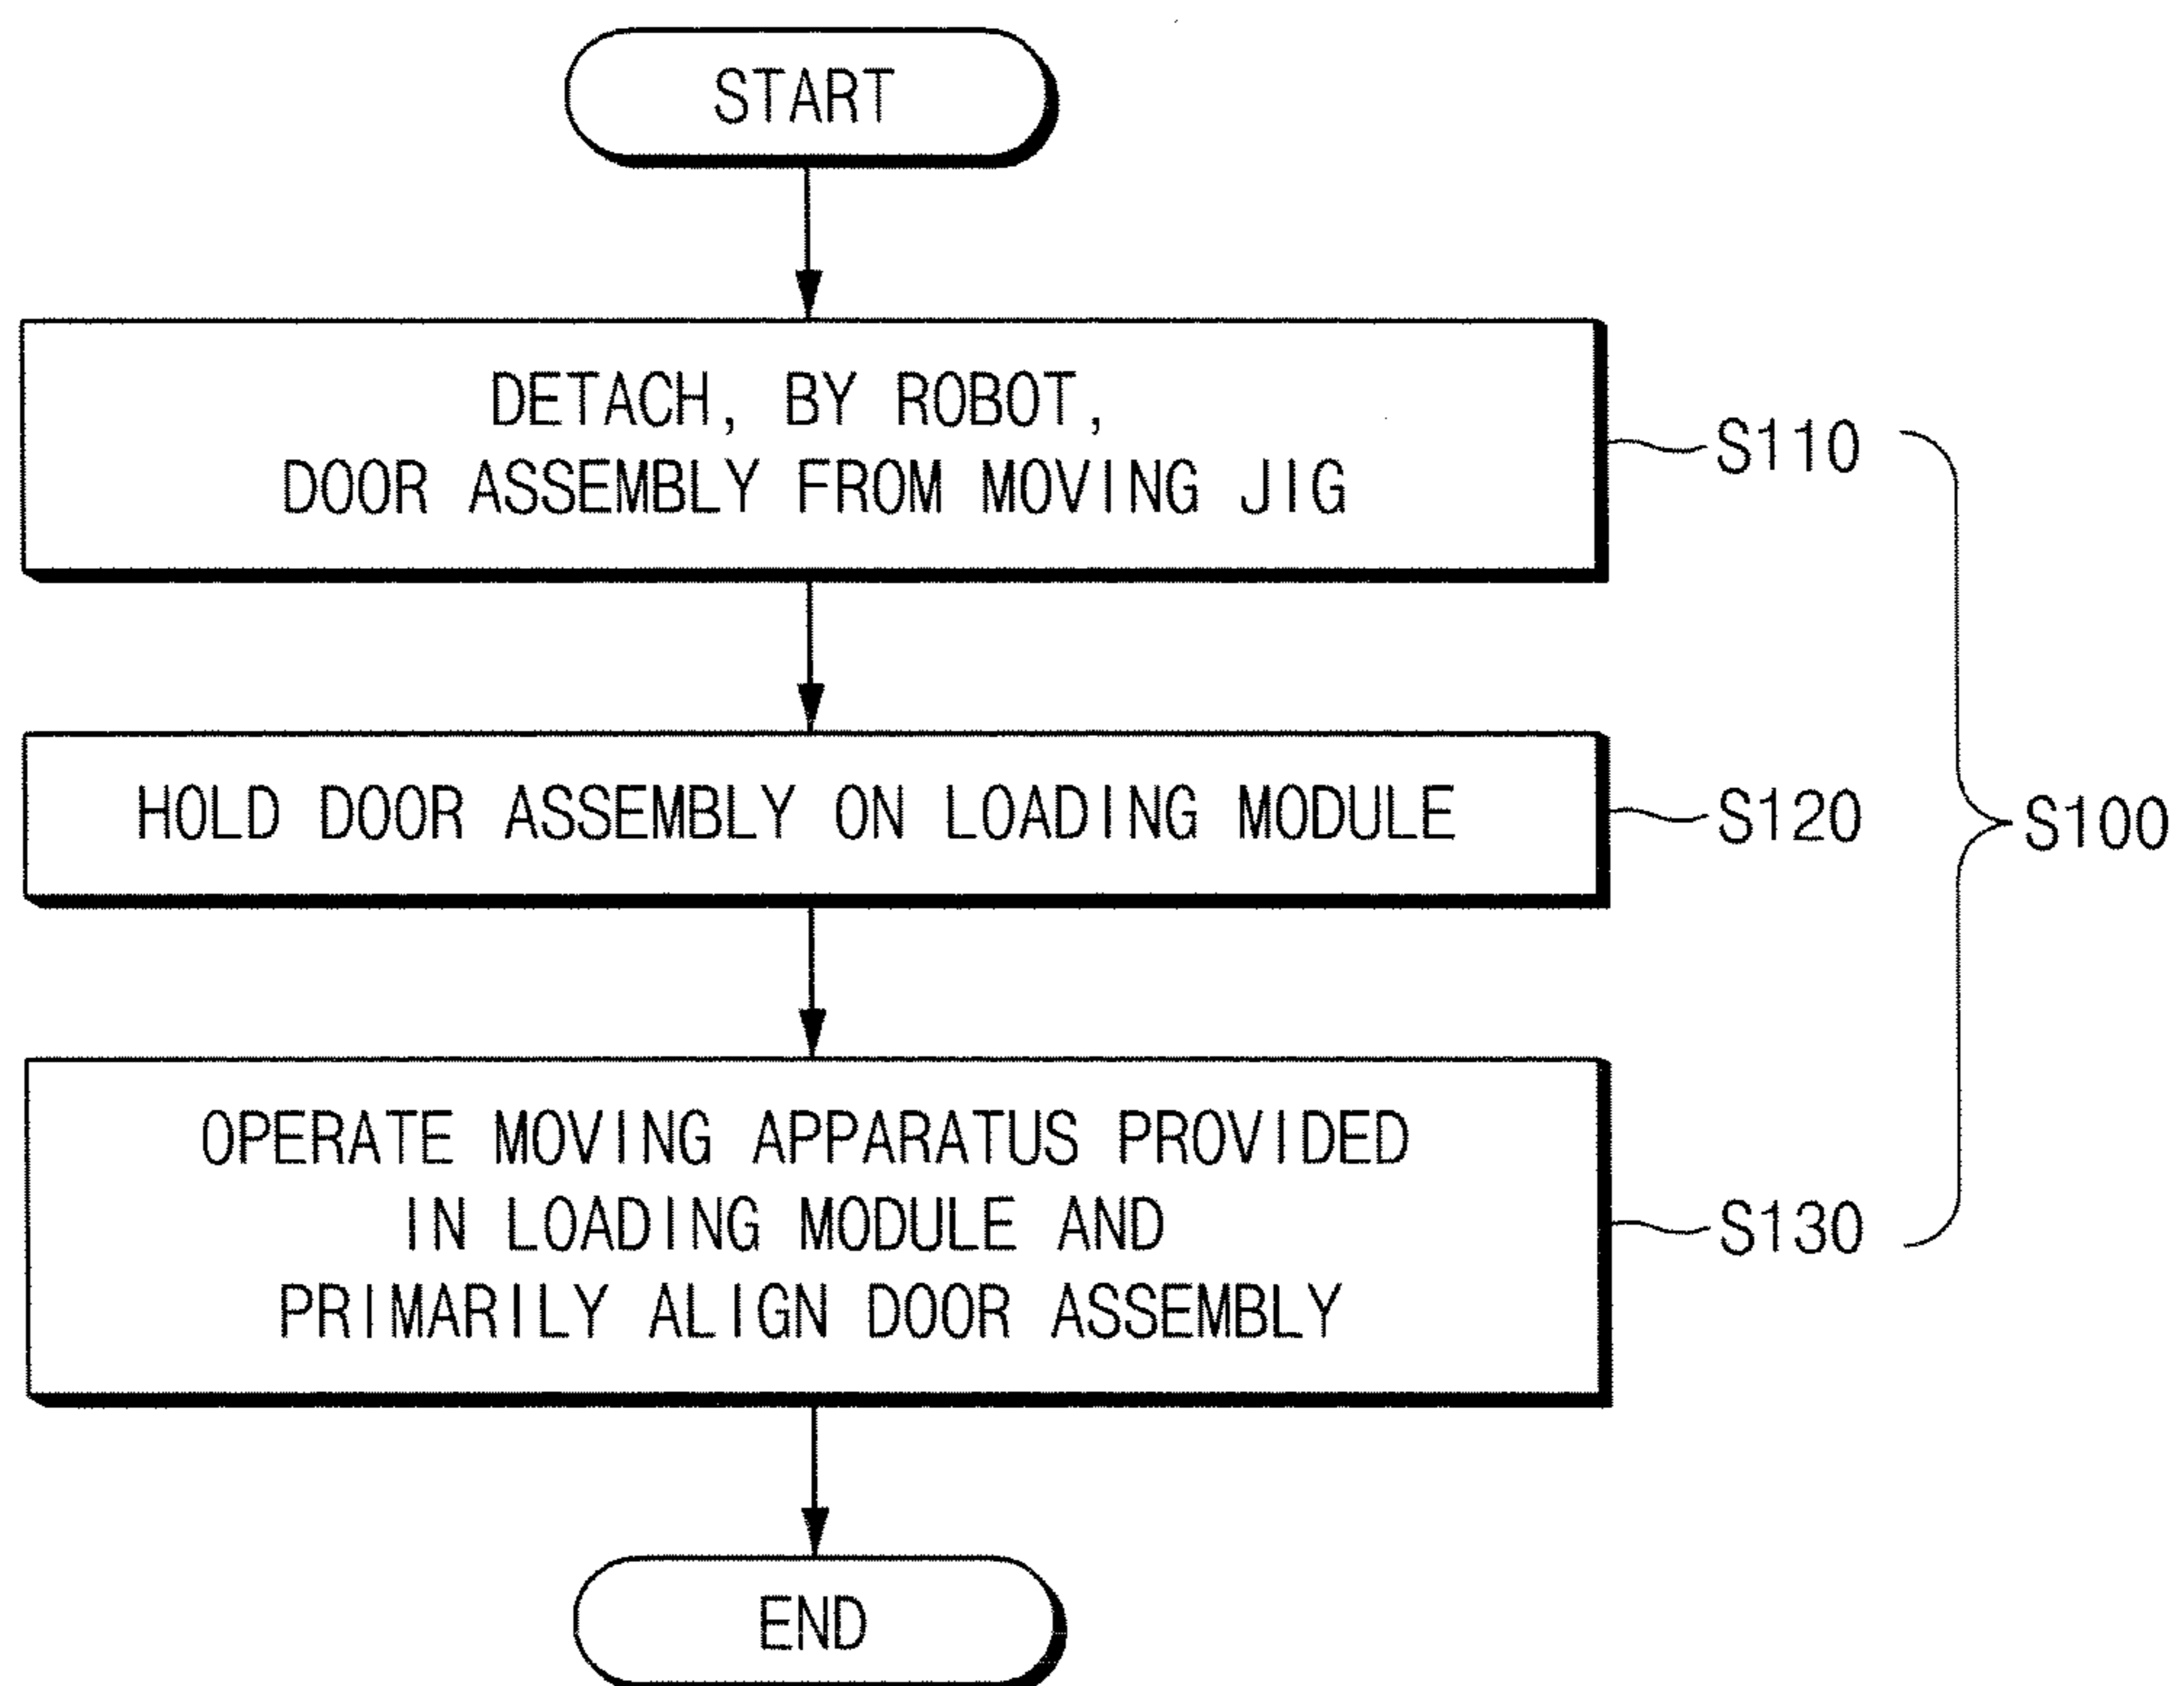 START
DETACH, BY ROBOT,
DOOR ASSEMBLY FROM MOVING JIG
S110
HOLD DOOR ASSEMBLY ON LOADING MODULE
S120
S100
OPERATE MOVING APPARATUS PROVIDED
IN LOADING MODULE AND
PRIMARILY ALIGN DOOR ASSEMBLY
S130
END